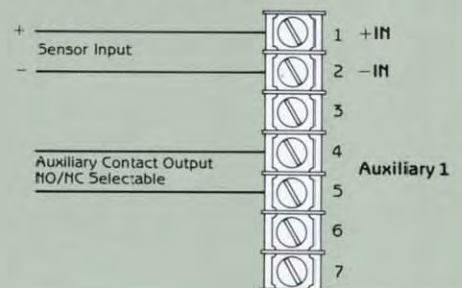 + 1 +IN
Sensor Input
− 2 −IN
3
4
Auxiliary Contact Output
NO/NC Selectable
Auxiliary 1
5
6
7